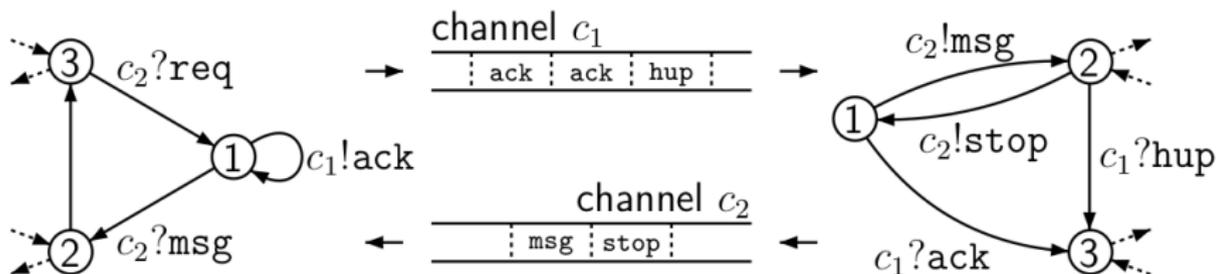 channel c₁
3
c₂?req
ack ack hup
1
c₁!ack
2
c₂?msg
channel c₂
msg stop
c₂!msg
2
1
c₂!stop
c₁?hup
c₁?ack
3